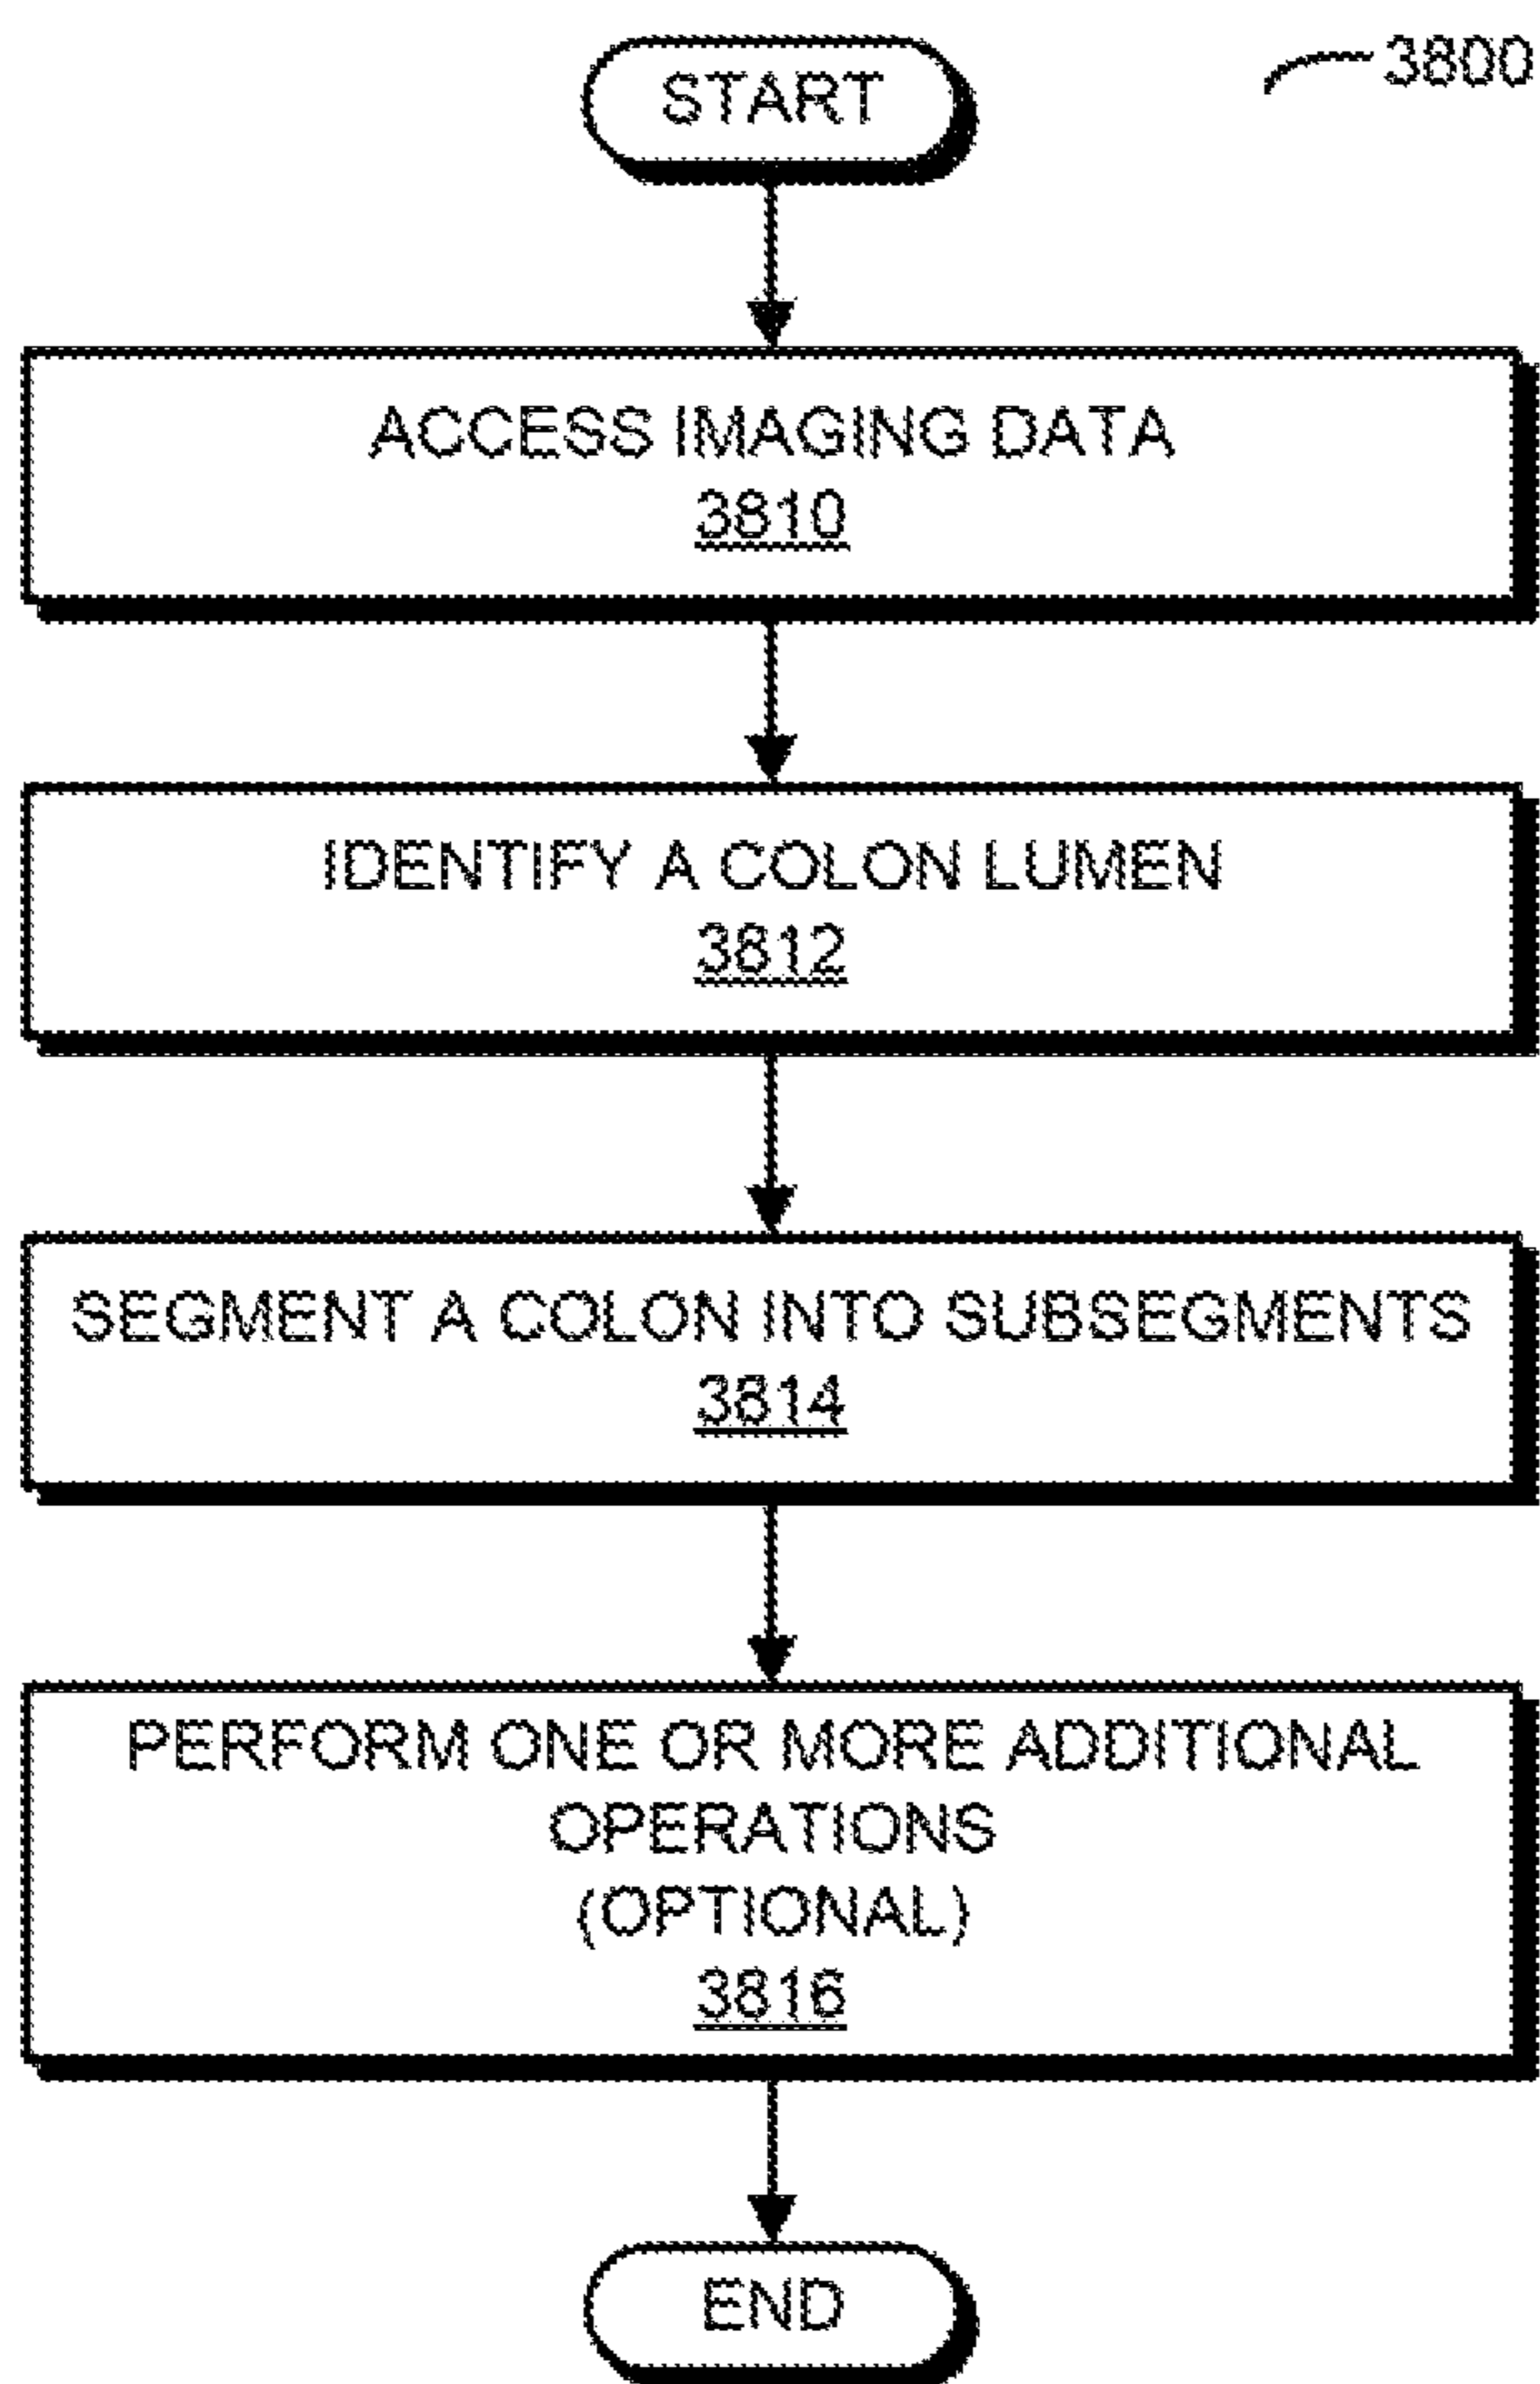 3800
START
ACCESS IMAGING DATA
3810
IDENTIFY A COLON LUMEN
3812
SEGMENT A COLON INTO SUBSEGMENTS
3814
PERFORM ONE OR MORE ADDITIONAL
OPERATIONS
(OPTIONAL)
3816
END